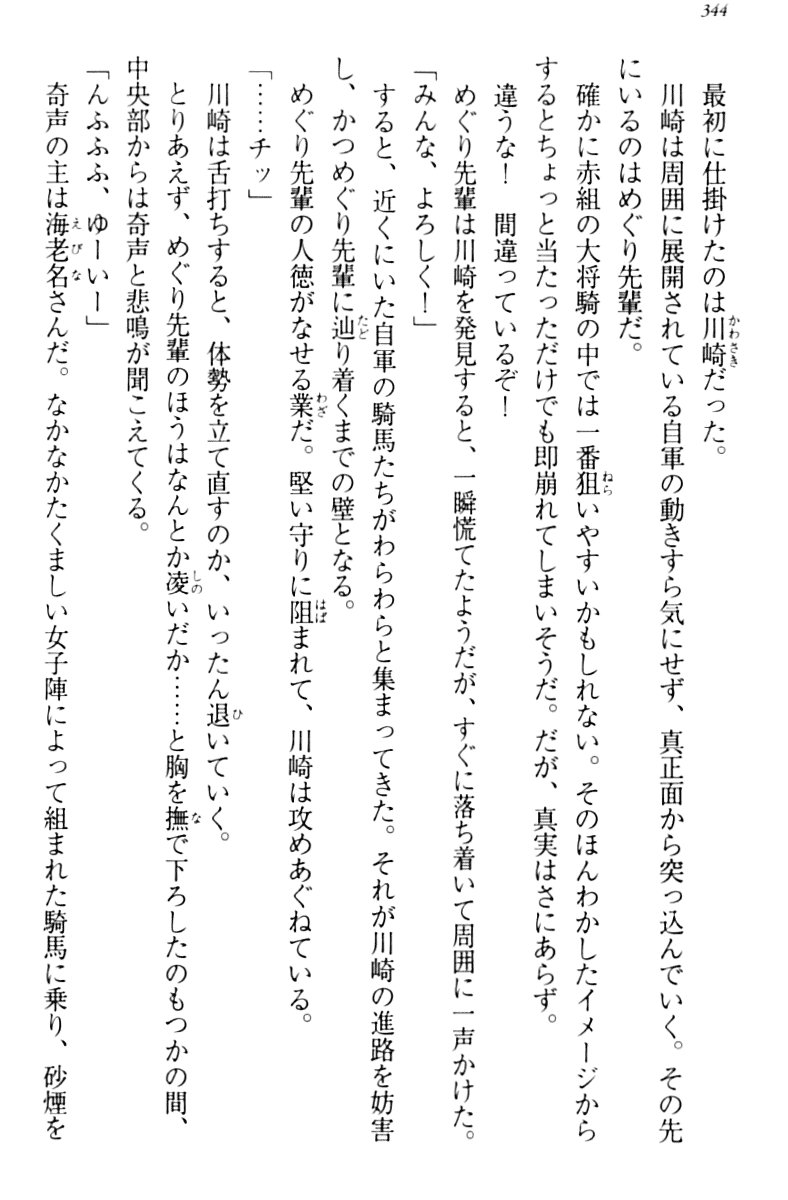 344
最初に仕掛けたのは川崎だった。
川崎は周囲に展開されている自軍の動きすら気にせず、真正面から突っ込んでいく。その先
にいるのはめぐり先輩だ。
確かに赤組の大将騎の中では一番狙いやすいかもしれない。そのほんわかしたイメージから
するとちょっと当たっただけでも即崩れてしまいそうだ。だが、真実はさにあらず。
違うな！　間違っているぞ！
めぐり先輩は川崎を発見すると、一瞬慌てたようだが、すぐに落ち着いて周囲に一声かけた。
「みんな、よろしく！」
すると、近くにいた自軍の騎馬たちがわらわらと集まってきた。それが川崎の進路を妨害
し、かつめぐり先輩に辿り着くまでの壁となる。
めぐり先輩の人徳がなせる業だ。堅い守りに阻まれて、川崎は攻めあぐねている。
「……チッ」
川崎は舌打ちすると、体勢を立て直すのか、いったん退いていく。
とりあえず、めぐり先輩のほうはなんとか凌いだか……と胸を撫で下ろしたのもつかの間、
中央部からは奇声と悲鳴が聞こえてくる。
「んふふふ、ゆーいー」
奇声の主は海老名さんだ。なかなかたくましい女子陣によって組まれた騎馬に乗り、砂煙を